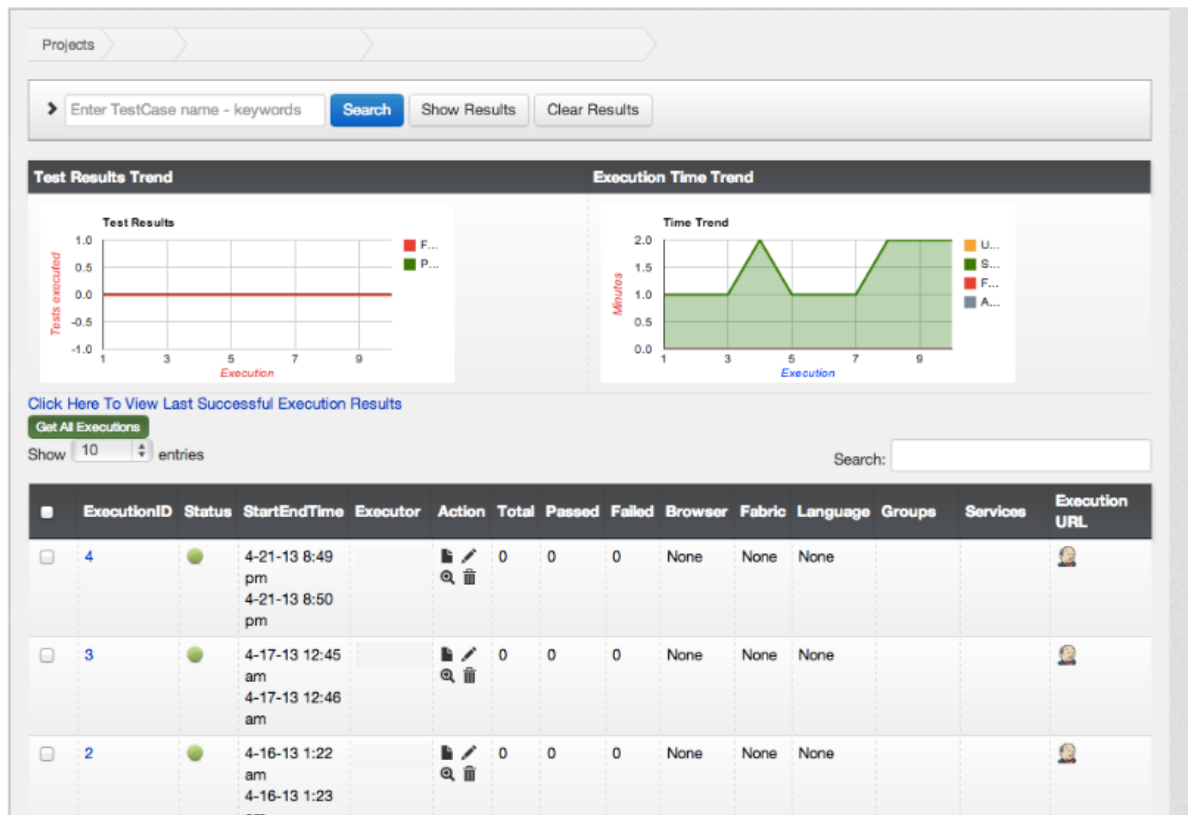 Projects
Enter TestCase name - keywords Search Show Results Clear Results
Test Results Trend Execution Time Trend
Test Results
1.0
0.5
0.0
-0.5
-1.0
Tests executed
1 3 5 7 9
Execution
F...
P...
Time Trend
2.0
1.5
1.0
0.5
0.0
Minutes
1 3 5 7 9
Execution
U...
S...
F...
A...
Click Here To View Last Successful Execution Results
Get All Executions
Show 10 entries Search:
ExecutionID Status StartEndTime Executor Action Total Passed Failed Browser Fabric Language Groups Services Execution
URL
4 4-21-13 8:49 0 0 0 None None None
pm
4-21-13 8:50
pm
3 4-17-13 12:45 0 0 0 None None None
am
4-17-13 12:46
am
2 4-16-13 1:22 0 0 0 None None None
am
4-16-13 1:23